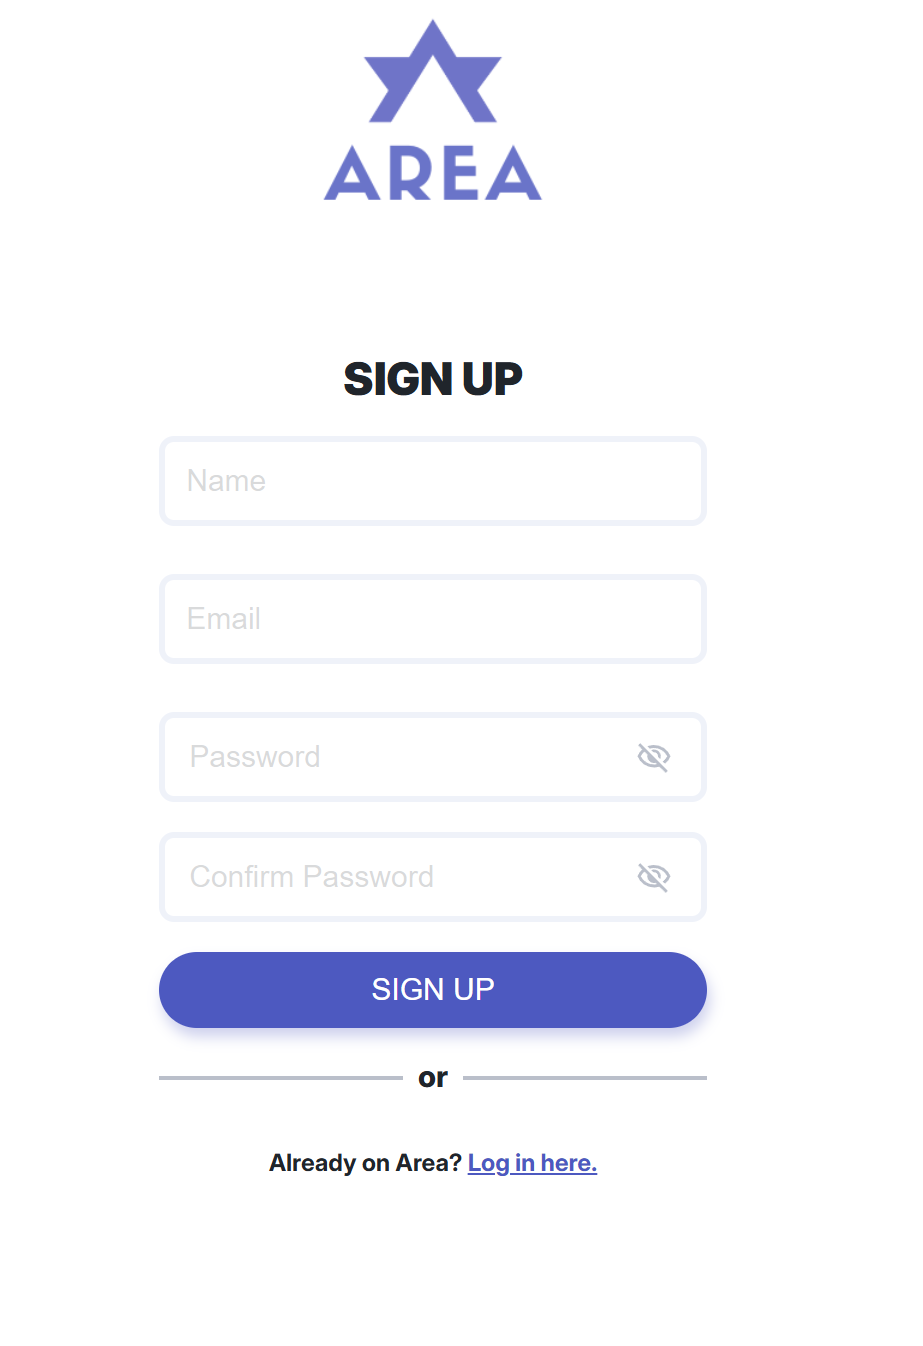 AREA
SIGN UP
Name
Email
Password
Confirm Password
SIGN UP
or
Already on Area? Log in here.